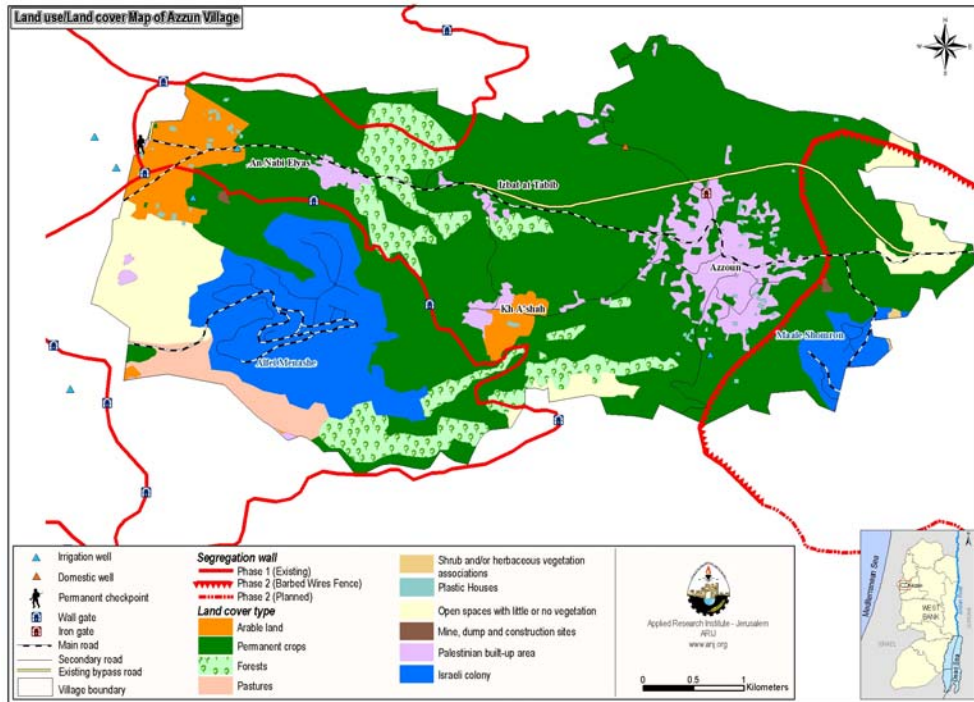 Land use/Land cover Map of Azzun Village
An Nabi Elyas
Izbat at Tabib
Azzoun
Kh A'shah
Alfei Menashe
Maale Shomron
Irrigation well
Domestic well
Permanent checkpoint
Wall gate
Iron gate
Main road
Secondary road
Existing bypass road
Village boundary
Segregation wall
Phase 1 (Existing)
Phase 2 (Barbed Wires Fence)
Phase 2 (Planned)
Land cover type
Arable land
Permanent crops
Forests
Pastures
Shrub and/or herbaceous vegetation
associations
Plastic Houses
Open spaces with little or no vegetation
Mine, dump and construction sites
Palestinian built-up area
Israeli colony
Applied Research Institute - Jerusalem
ARIJ
www.arij.org
0 0.5 1
Kilometers
Mediterranean Sea
WEST
BANK
ISRAEL
Dead Sea